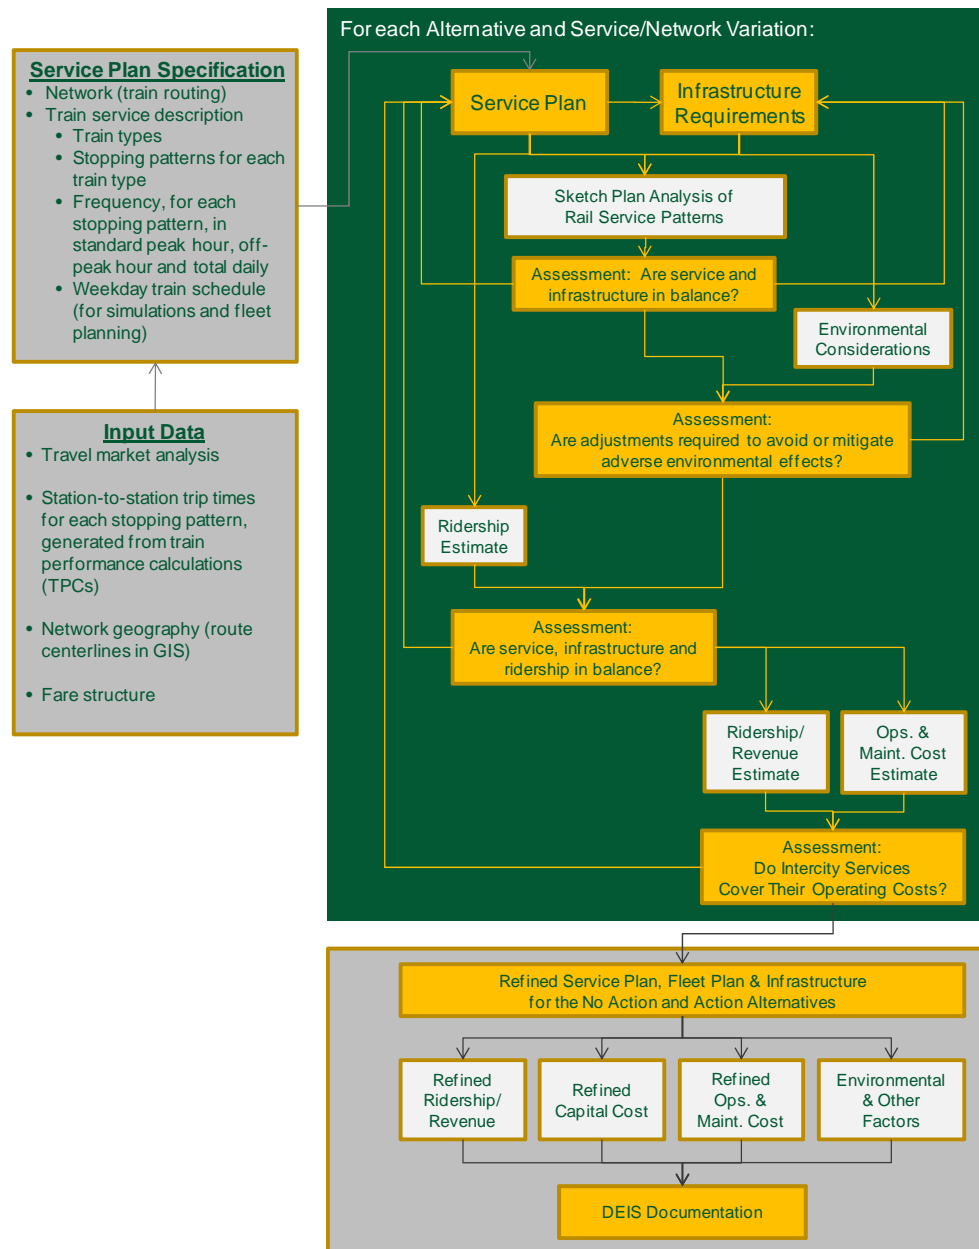 For each Alternative and Service/Network Variation:
Service Plan Specification
• Network (train routing)
• Train service description
• Train types
• Stopping patterns for each
train type
• Frequency, for each
stopping pattern, in
standard peak hour, off-
peak hour and total daily
• Weekday train schedule
(for simulations and fleet
planning)
Input Data
• Travel market analysis
• Station-to-station trip times
for each stopping pattern,
generated from train
performance calculations
(TPCs)
• Network geography (route
centerlines in GIS)
• Fare structure
Service Plan
Infrastructure
Requirements
Sketch Plan Analysis of
Rail Service Patterns
Assessment: Are service and
infrastructure in balance?
Environmental
Considerations
Assessment:
Are adjustments required to avoid or mitigate
adverse environmental effects?
Ridership
Estimate
Assessment:
Are service, infrastructure and
ridership in balance?
Ridership/
Revenue
Estimate
Ops. &
Maint. Cost
Estimate
Assessment:
Do Intercity Services
Cover Their Operating Costs?
Refined Service Plan, Fleet Plan & Infrastructure
for the No Action and Action Alternatives
Refined
Ridership/
Revenue
Refined
Capital Cost
Refined
Ops. &
Maint. Cost
Environmental
& Other
Factors
DEIS Documentation